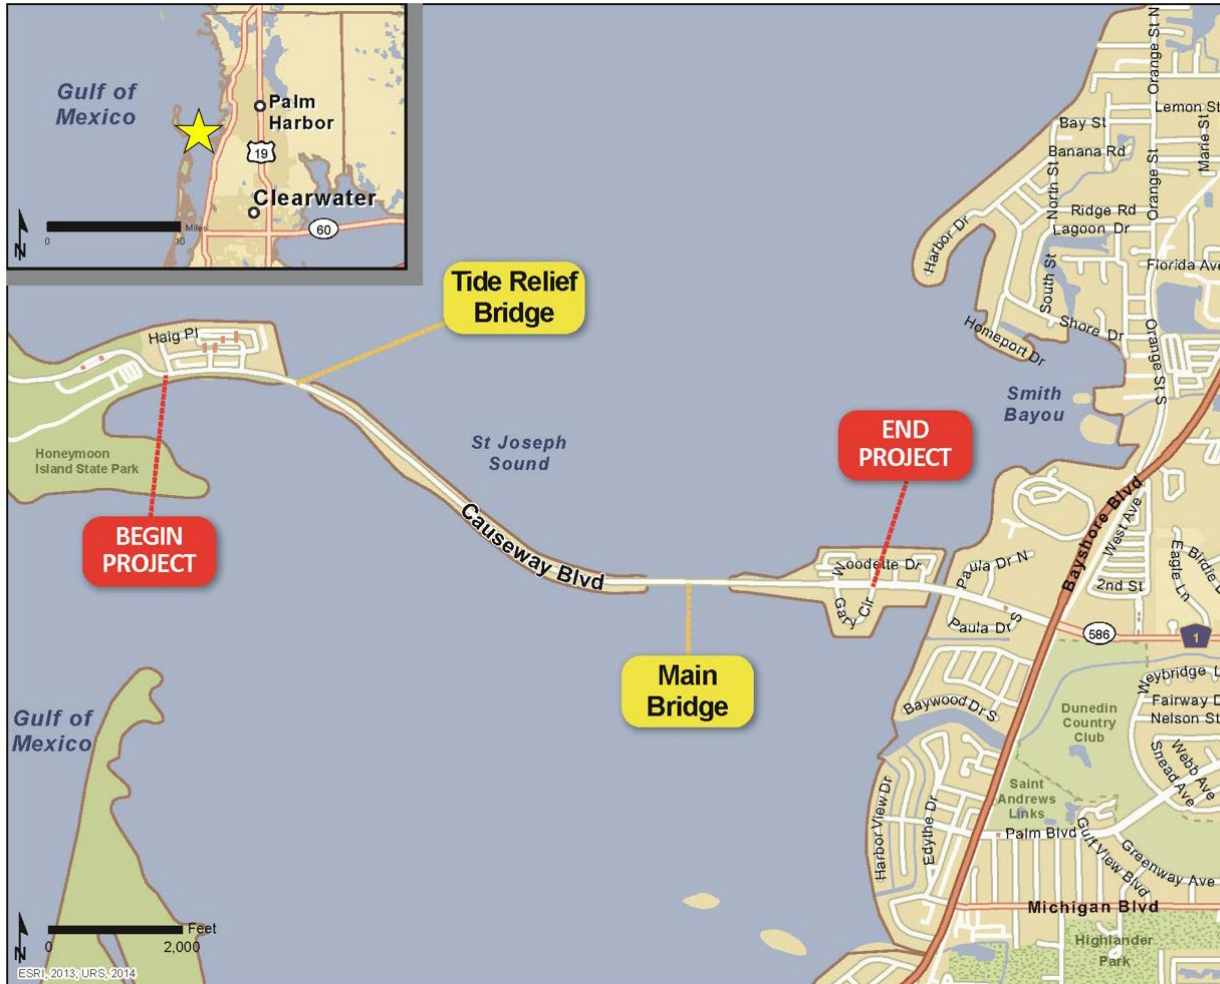 Gulf of
Mexico
Palm
Harbor
19
Clearwater
60
N
0
10
Miles
Tide Relief
Bridge
Haig Pl
Honeymoon
Island State Park
BEGIN
PROJECT
St Joseph
Sound
Causeway Blvd
END
PROJECT
Main
Bridge
Orange St N
Lemon St
Bay St
Marie St
Banana Rd
North St
Orange St
Ridge Rd
Lagoon Dr
Harbor Dr
South St
Florida Ave
Shore Dr
Homeport Dr
Orange St S
Smith
Bayou
Bayshore Blvd
West Ave
Woodette Dr
Gary Cir
Paula Dr N
Paula Dr S
2nd St
Eagle Ln
Birdie
586
1
Baywood Dr S
Weybridge L
Fairway D
Nelson St
Dunedin
Country
Club
Webb Ave
Snead Ave
Saint
Andrews
Links
Harbor View Dr
Edythe Dr
Palm Blvd
Gulf View Blvd
Greenway Ave
Michigan Blvd
Highlander
Park
Gulf of
Mexico
N
Feet
0
2,000
ESRI, 2013; URS, 2014